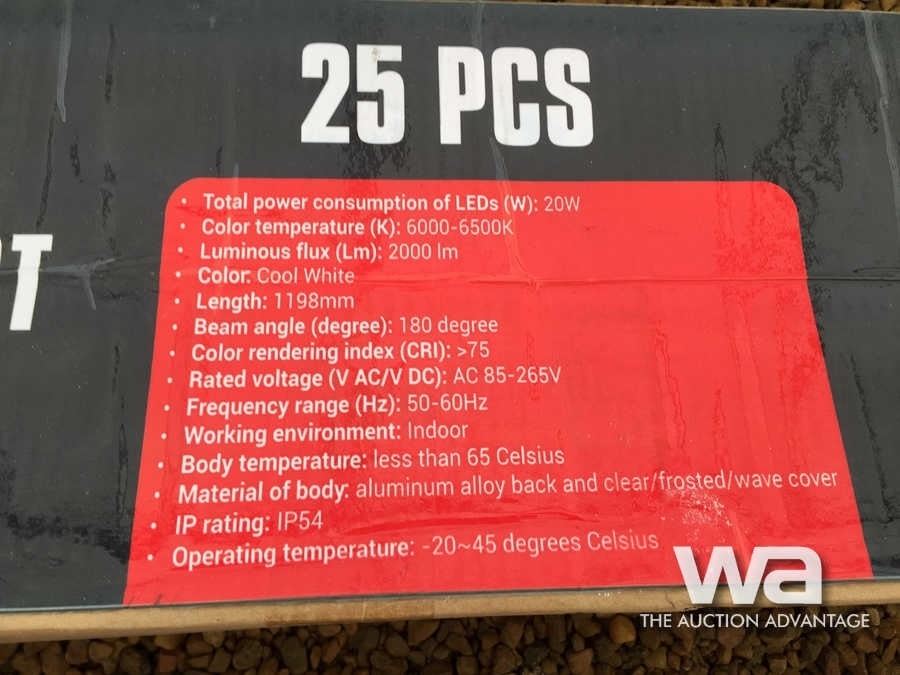 25 PCS
• Total power consumption of LEDs (W): 20W
• Color temperature (K): 6000-6500K
• Luminous flux (Lm): 2000 lm
• Color: Cool White
• Length: 1198mm
• Beam angle (degree): 180 degree
• Color rendering index (CRI): >75
• Rated voltage (V AC/V DC): AC 85-265V
• Frequency range (Hz): 50-60Hz
• Working environment: Indoor
• Body temperature: less than 65 Celsius
• Material of body: aluminum alloy back and clear/frosted/wave cover
• IP rating: IP54
• Operating temperature: -20~45 degrees Celsius
wa
THE AUCTION ADVANTAGE